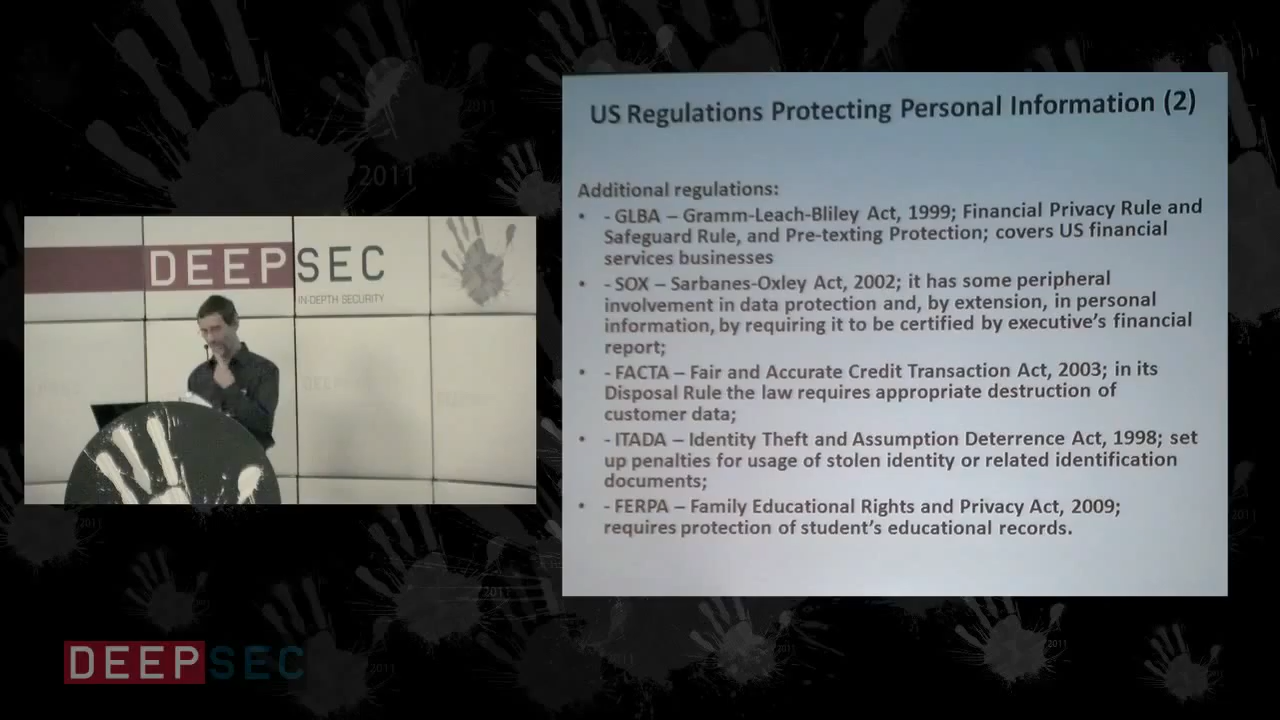 US Regulations Protecting Personal Information (2)
Additional regulations:
• - GLBA – Gramm-Leach-Bliley Act, 1999; Financial Privacy Rule and
Safeguard Rule, and Pre-texting Protection; covers US financial
services businesses
• - SOX – Sarbanes-Oxley Act, 2002; it has some peripheral
involvement in data protection and, by extension, in personal
information, by requiring it to be certified by executive's financial
report;
• - FACTA – Fair and Accurate Credit Transaction Act, 2003; in its
Disposal Rule the law requires appropriate destruction of
customer data;
• - ITADA – Identity Theft and Assumption Deterrence Act, 1998; set
up penalties for usage of stolen identity or related identification
documents;
• - FERPA – Family Educational Rights and Privacy Act, 2009;
requires protection of student's educational records.
DEEPSEC
IN-DEPTH SECURITY
DEEPSEC
2011
2011
2011
2011
2011
2011
2011